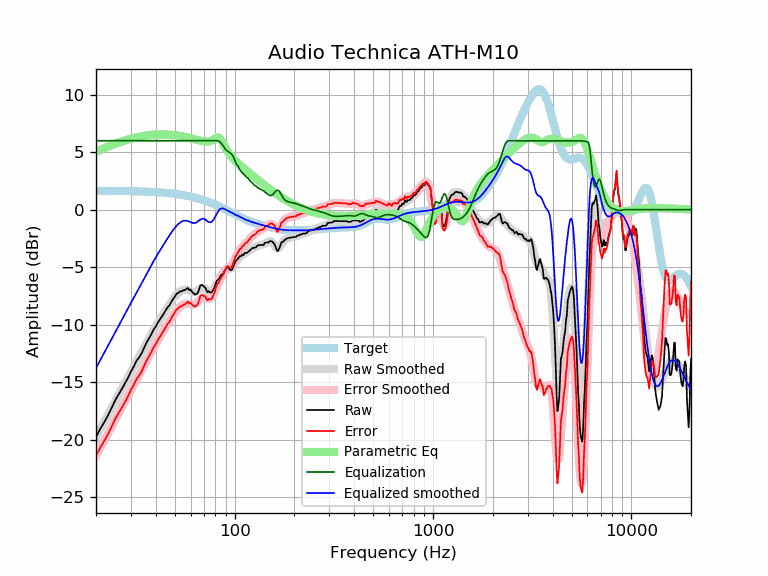 Audio Technica ATH-M10
Amplitude (dBr)
10
5
0
−5
−10
−15
−20
−25
Target
Raw Smoothed
Error Smoothed
Raw
Error
Parametric Eq
Equalization
Equalized smoothed
100
1000
10000
Frequency (Hz)